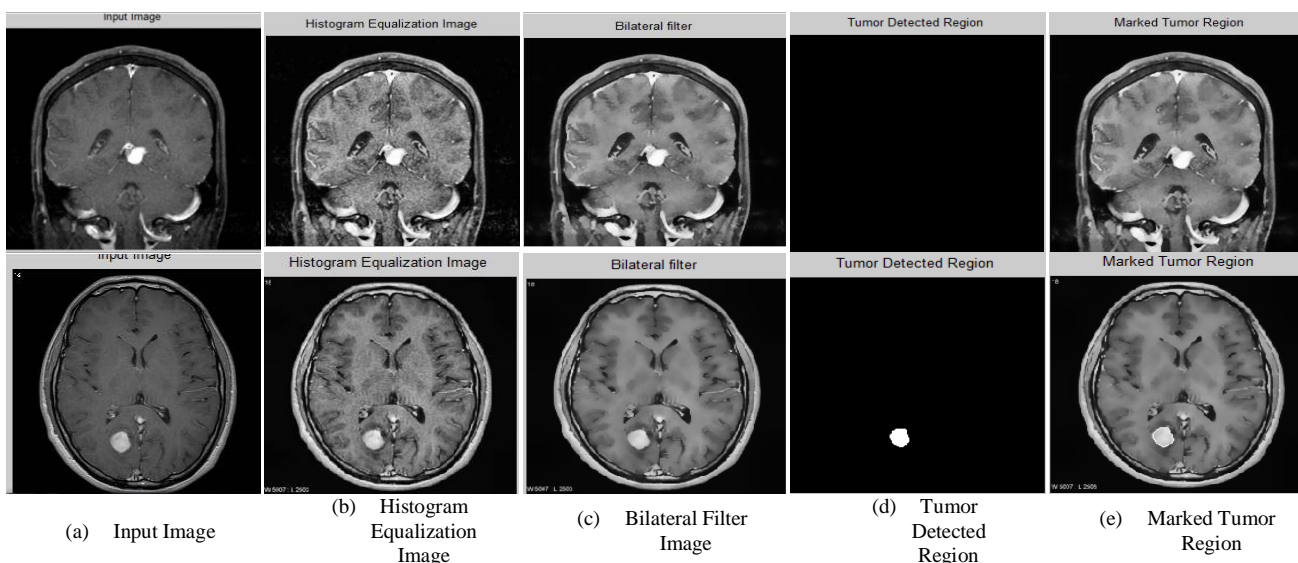 Input Image
Histogram Equalization Image
Bilateral filter
Tumor Detected Region
Marked Tumor Region
Input Image
Histogram Equalization Image
Bilateral filter
Tumor Detected Region
Marked Tumor Region
(a) Input Image
(b) Histogram
Equalization
Image
(c) Bilateral Filter
Image
(d) Tumor
Detected
Region
(e) Marked Tumor
Region